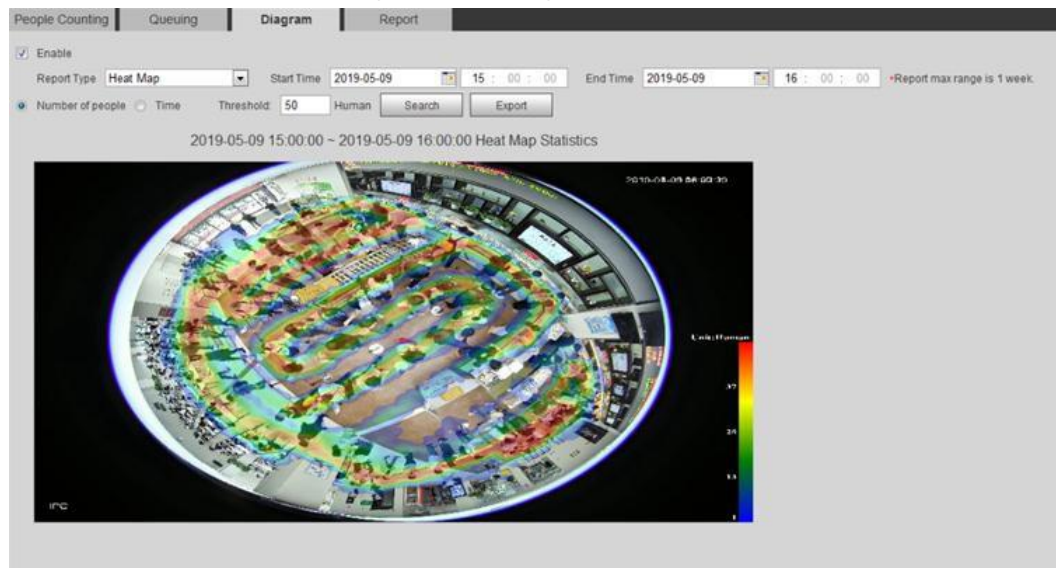 People Counting Queuing Diagram Report
Enable
Report Type Heat Map Start Time 2019-05-09 15 : 00 : 00 End Time 2019-05-09 16 : 00 : 00 *Report max range is 1 week.
Number of people Time Threshold: 50 Human Search Export
2019-05-09 15:00:00 ~ 2019-05-09 16:00:00 Heat Map Statistics
Unit:Human
37
IPC
1